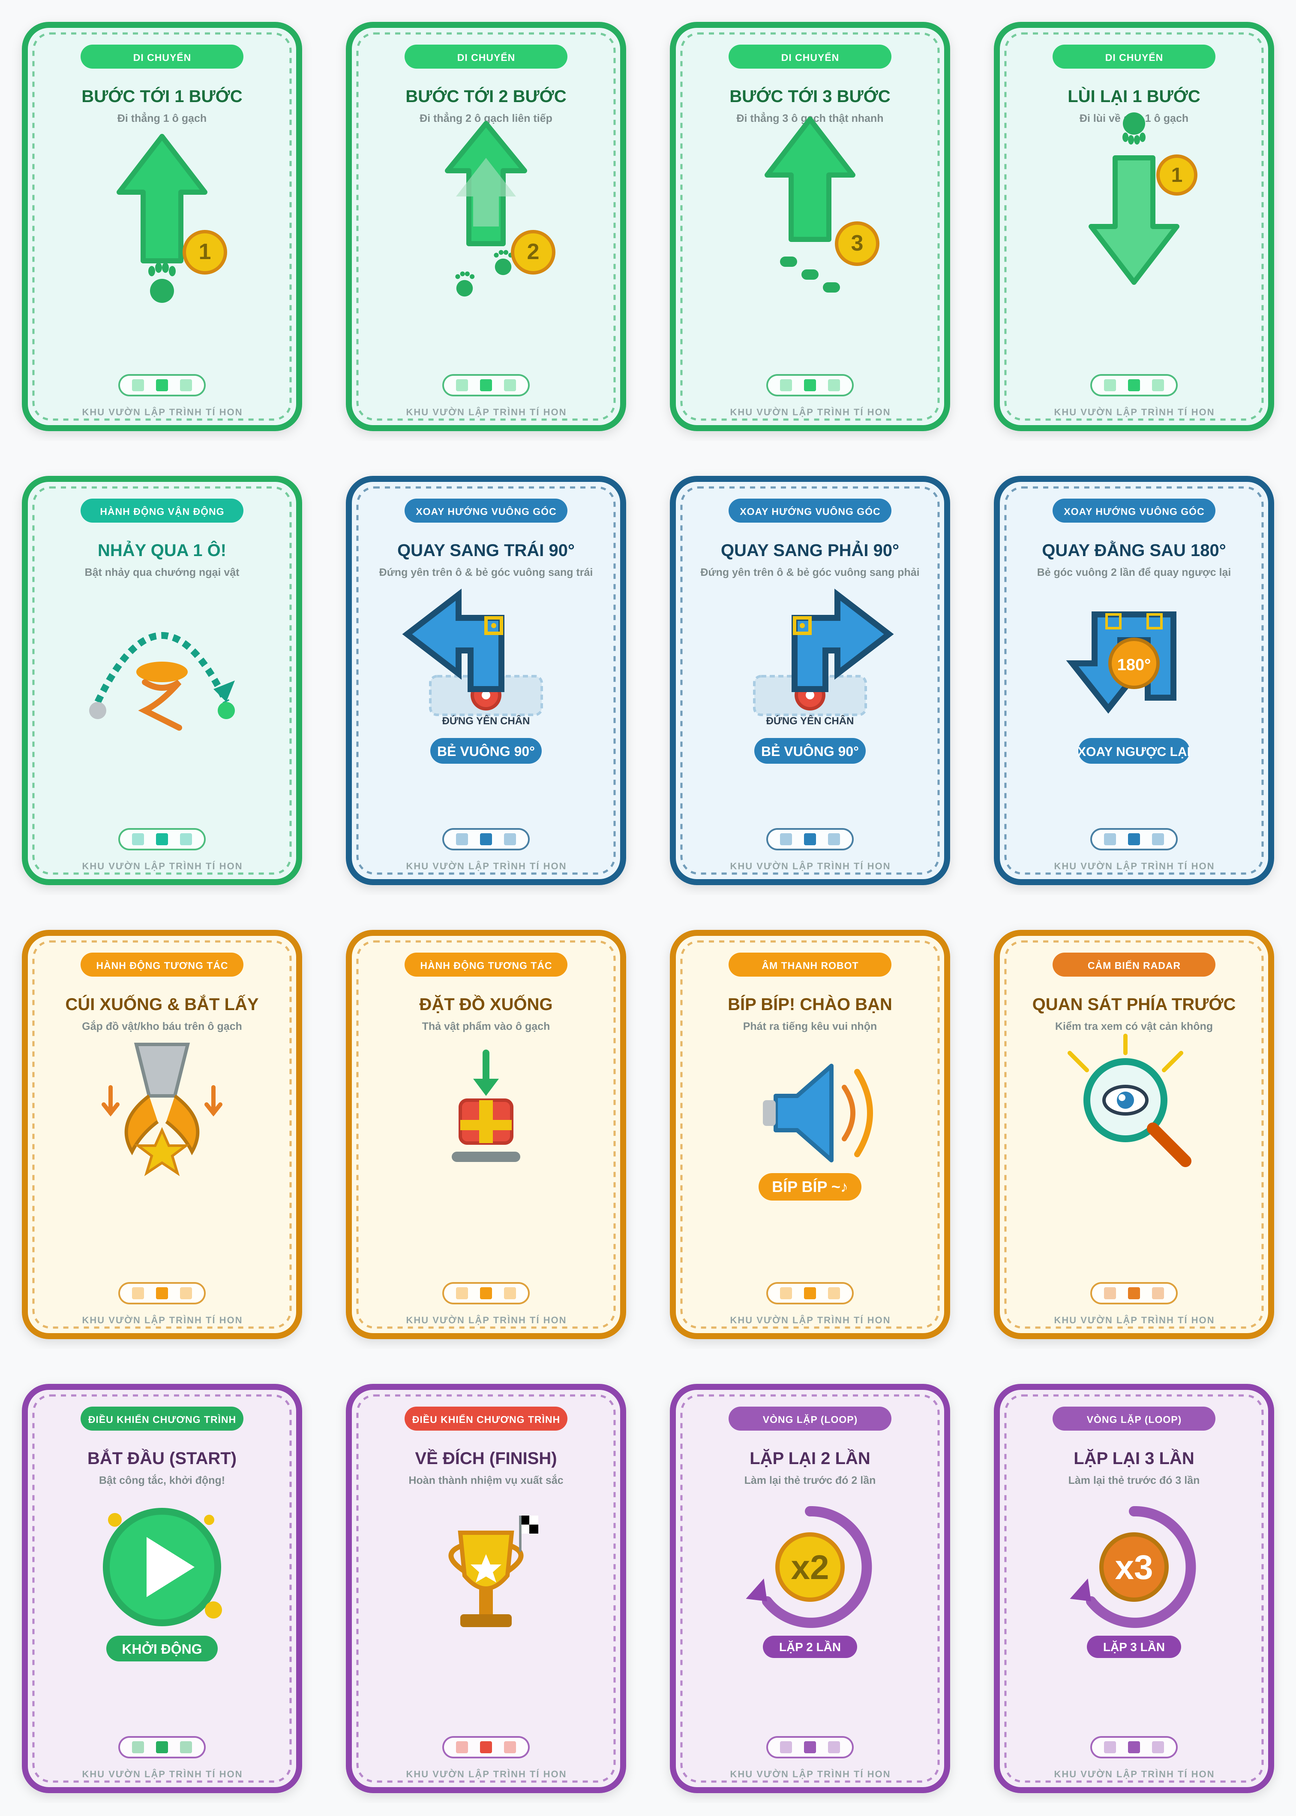 DI CHUYỂN
BƯỚC TỚI 1 BƯỚC
Đi thẳng 1 ô gạch
1
KHU VƯỜN LẬP TRÌNH TÍ HON
DI CHUYỂN
BƯỚC TỚI 2 BƯỚC
Đi thẳng 2 ô gạch liên tiếp
2
KHU VƯỜN LẬP TRÌNH TÍ HON
DI CHUYỂN
BƯỚC TỚI 3 BƯỚC
Đi thẳng 3 ô gạch thật nhanh
3
KHU VƯỜN LẬP TRÌNH TÍ HON
DI CHUYỂN
LÙI LẠI 1 BƯỚC
Đi lùi về 1 ô gạch
1
KHU VƯỜN LẬP TRÌNH TÍ HON
HÀNH ĐỘNG VẬN ĐỘNG
NHẢY QUA 1 Ô!
Bật nhảy qua chướng ngại vật
KHU VƯỜN LẬP TRÌNH TÍ HON
XOAY HƯỚNG VUÔNG GÓC
QUAY SANG TRÁI 90°
Đứng yên trên ô & bẻ góc vuông sang trái
ĐỨNG YÊN CHÂN
BẺ VUÔNG 90°
KHU VƯỜN LẬP TRÌNH TÍ HON
XOAY HƯỚNG VUÔNG GÓC
QUAY SANG PHẢI 90°
Đứng yên trên ô & bẻ góc vuông sang phải
ĐỨNG YÊN CHÂN
BẺ VUÔNG 90°
KHU VƯỜN LẬP TRÌNH TÍ HON
XOAY HƯỚNG VUÔNG GÓC
QUAY ĐẰNG SAU 180°
Bẻ góc vuông 2 lần để quay ngược lại
180°
XOAY NGƯỢC LẠI
KHU VƯỜN LẬP TRÌNH TÍ HON
HÀNH ĐỘNG TƯƠNG TÁC
CÚI XUỐNG & BẮT LẤY
Gắp đồ vật/kho báu trên ô gạch
KHU VƯỜN LẬP TRÌNH TÍ HON
HÀNH ĐỘNG TƯƠNG TÁC
ĐẶT ĐỒ XUỐNG
Thả vật phẩm vào ô gạch
KHU VƯỜN LẬP TRÌNH TÍ HON
ÂM THANH ROBOT
BÍP BÍP! CHÀO BẠN
Phát ra tiếng kêu vui nhộn
BÍP BÍP ~♪
KHU VƯỜN LẬP TRÌNH TÍ HON
CẢM BIẾN RADAR
QUAN SÁT PHÍA TRƯỚC
Kiểm tra xem có vật cản không
KHU VƯỜN LẬP TRÌNH TÍ HON
ĐIỀU KHIỂN CHƯƠNG TRÌNH
BẮT ĐẦU (START)
Bật công tắc, khởi động!
KHỞI ĐỘNG
KHU VƯỜN LẬP TRÌNH TÍ HON
ĐIỀU KHIỂN CHƯƠNG TRÌNH
VỀ ĐÍCH (FINISH)
Hoàn thành nhiệm vụ xuất sắc
KHU VƯỜN LẬP TRÌNH TÍ HON
VÒNG LẶP (LOOP)
LẶP LẠI 2 LẦN
Làm lại thẻ trước đó 2 lần
x2
LẶP 2 LẦN
KHU VƯỜN LẬP TRÌNH TÍ HON
VÒNG LẶP (LOOP)
LẶP LẠI 3 LẦN
Làm lại thẻ trước đó 3 lần
x3
LẶP 3 LẦN
KHU VƯỜN LẬP TRÌNH TÍ HON